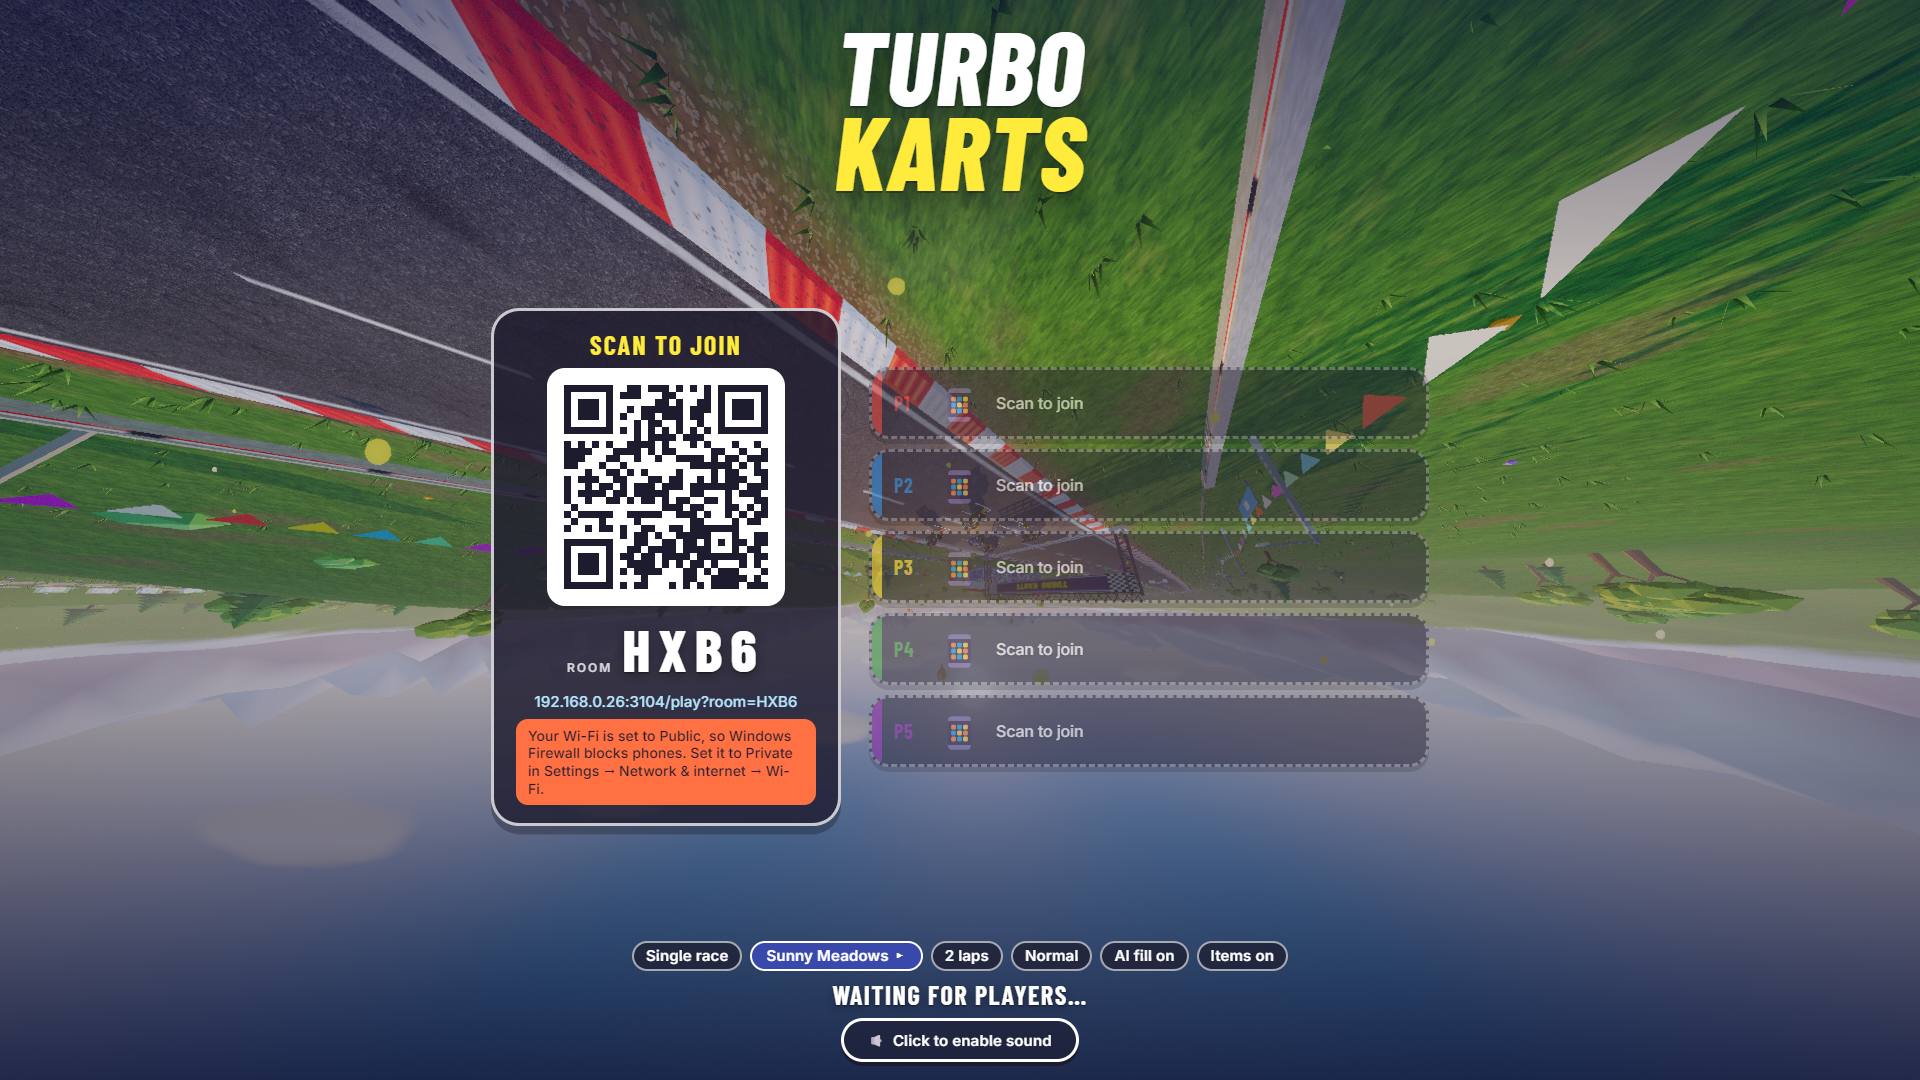 TURBO
KARTS
SCAN TO JOIN
ROOM HXB6
192.168.0.26:3104/play?room=HXB6
Your Wi-Fi is set to Public, so Windows
Firewall blocks phones. Set it to Private
in Settings → Network & internet → Wi-
Fi.
P1 Scan to join
P2 Scan to join
P3 Scan to join
P4 Scan to join
P5 Scan to join
Single race
Sunny Meadows ▸
2 laps
Normal
AI fill on
Items on
WAITING FOR PLAYERS...
Click to enable sound